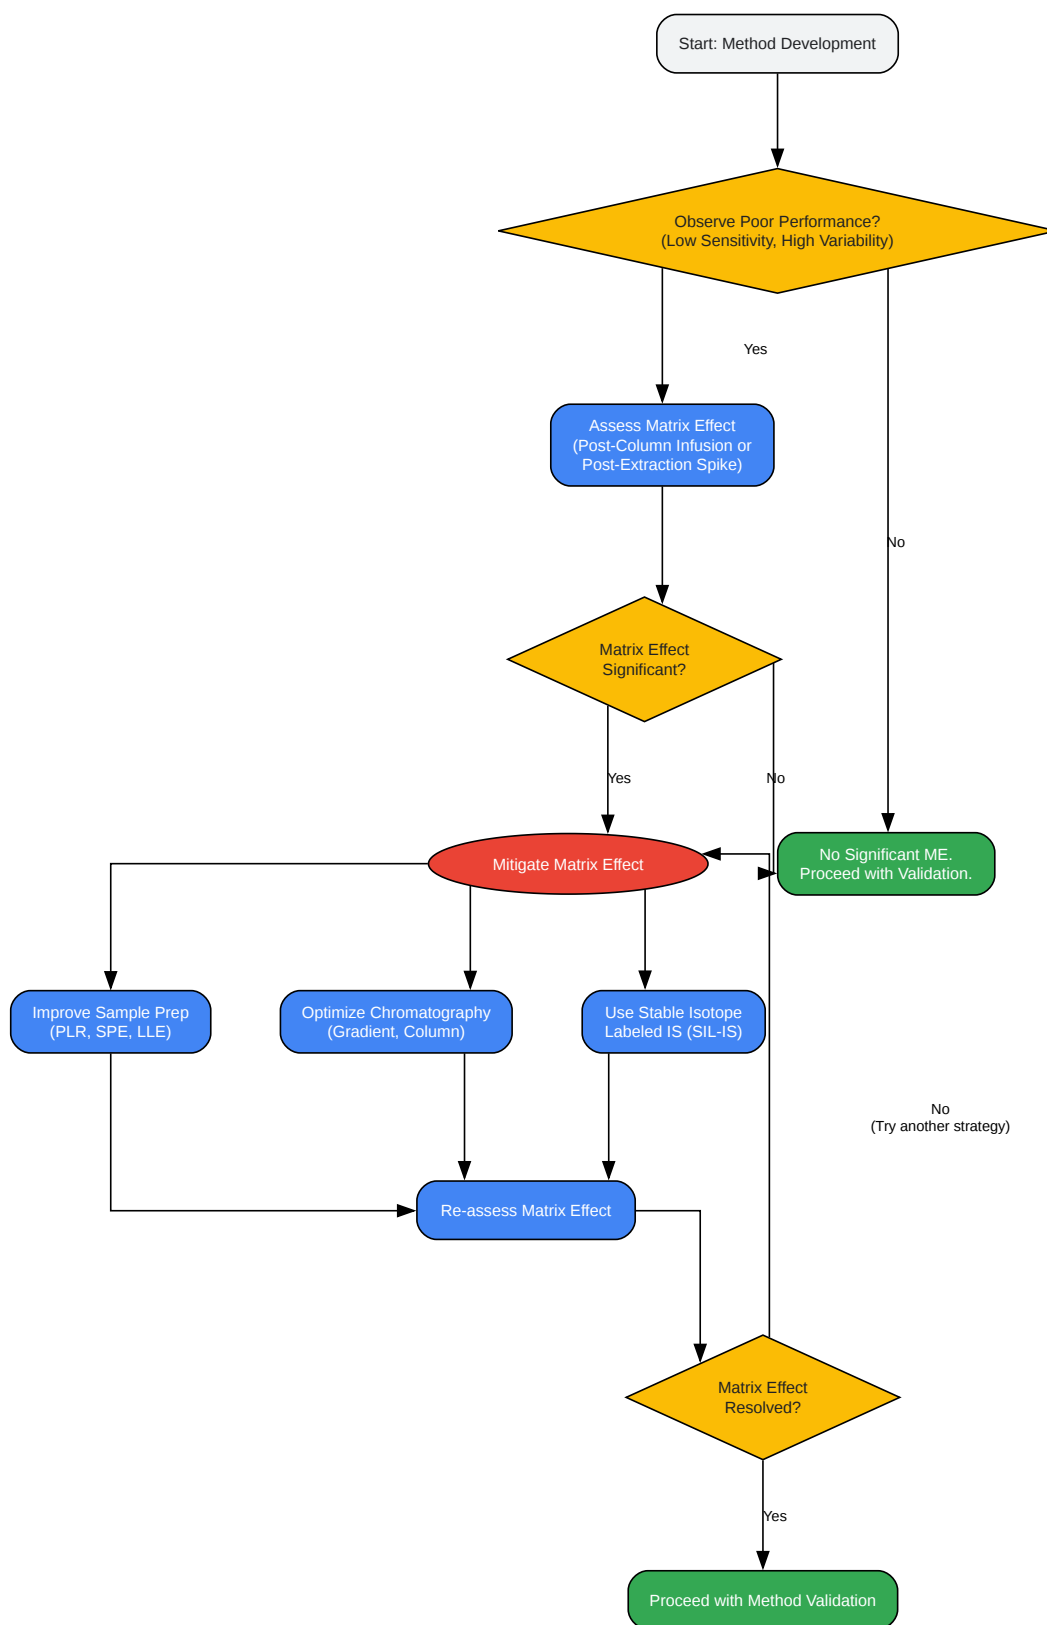 Start: Method Development
Observe Poor Performance?
(Low Sensitivity, High Variability)
Yes
Assess Matrix Effect
(Post-Column Infusion or
Post-Extraction Spike)
No
Matrix Effect
Significant?
Yes
No
Mitigate Matrix Effect
No Significant ME.
Proceed with Validation.
Improve Sample Prep
(PLR, SPE, LLE)
Optimize Chromatography
(Gradient, Column)
Use Stable Isotope
Labeled IS (SIL-IS)
No
(Try another strategy)
Re-assess Matrix Effect
Matrix Effect
Resolved?
Yes
Proceed with Method Validation